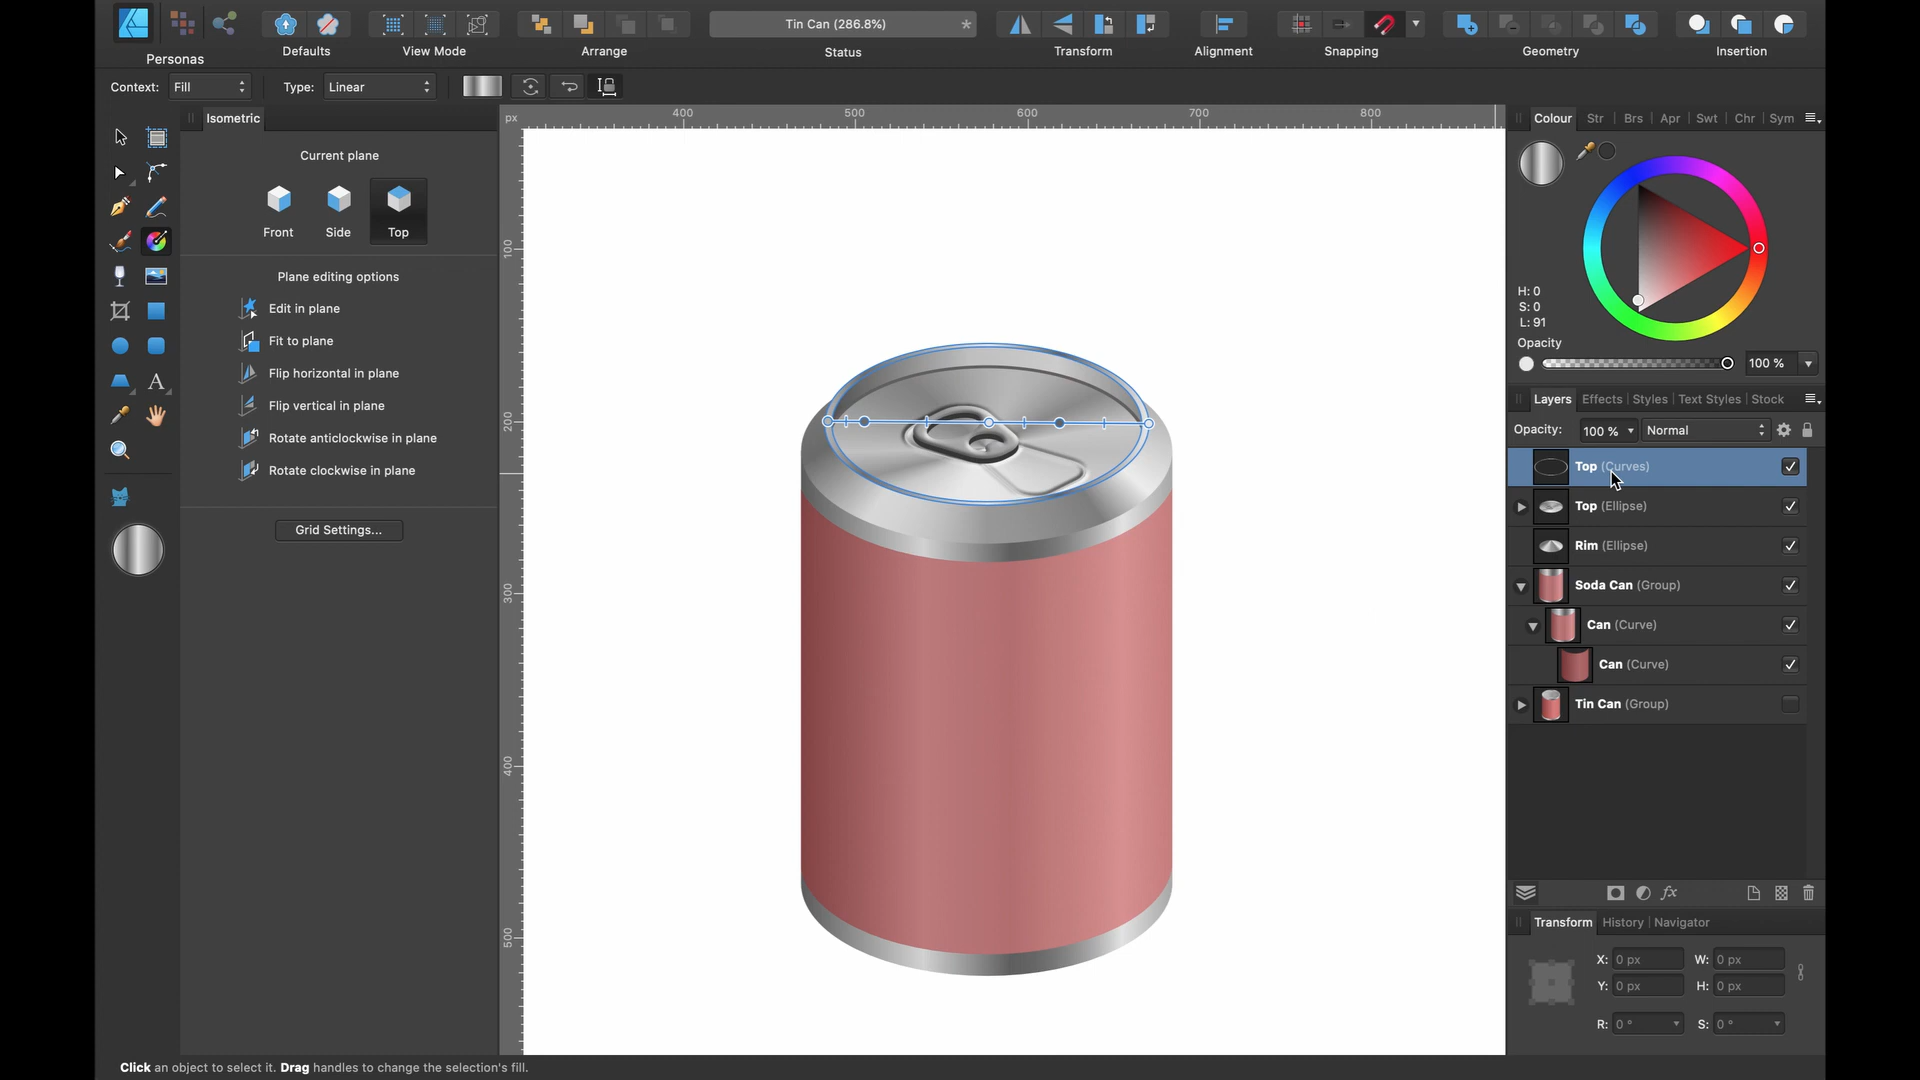 Tin Can (286.8%)
*
Personas
Defaults
View Mode
Arrange
Status
Transform
Alignment
Snapping
Geometry
Insertion
Context:
Fill
Type:
Linear
Isometric
Current plane
Front
Side
Top
Plane editing options
Edit in plane
Fit to plane
Flip horizontal in plane
Flip vertical in plane
Rotate anticlockwise in plane
Rotate clockwise in plane
Grid Settings...
px
400
500
600
700
800
100
200
300
400
500
Colour
Str
Brs
Apr
Swt
Chr
Sym
H: 0
S: 0
L: 91
Opacity
100 %
Layers
Effects
Styles
Text Styles
Stock
Opacity:
100 %
Normal
Top (Curves)
Top (Ellipse)
Rim (Ellipse)
Soda Can (Group)
Can (Curve)
Can (Curve)
Tin Can (Group)
fx
Transform
History
Navigator
X: 0 px
W: 0 px
Y: 0 px
H: 0 px
R: 0 °
S: 0 °
A
Click an object to select it. Drag handles to change the selection's fill.